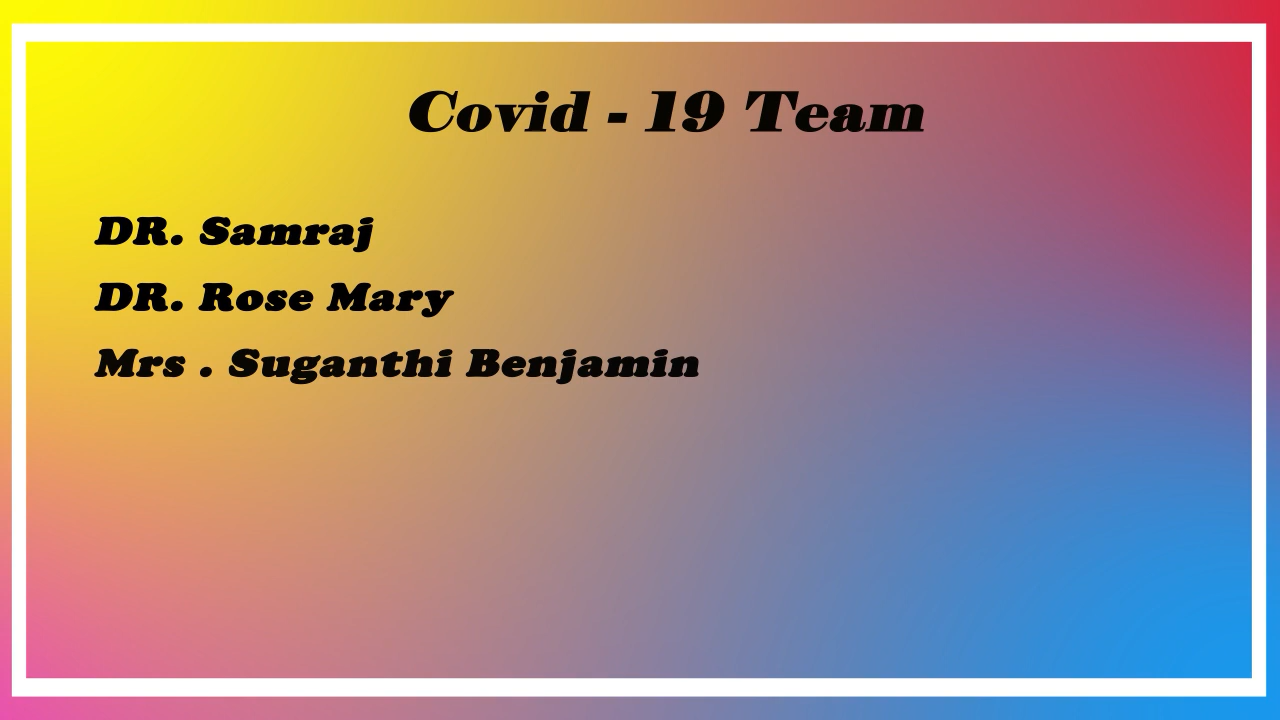 Covid - 19 Team
DR. Samraj
DR. Rose Mary
Mrs . Suganthi Benjamin